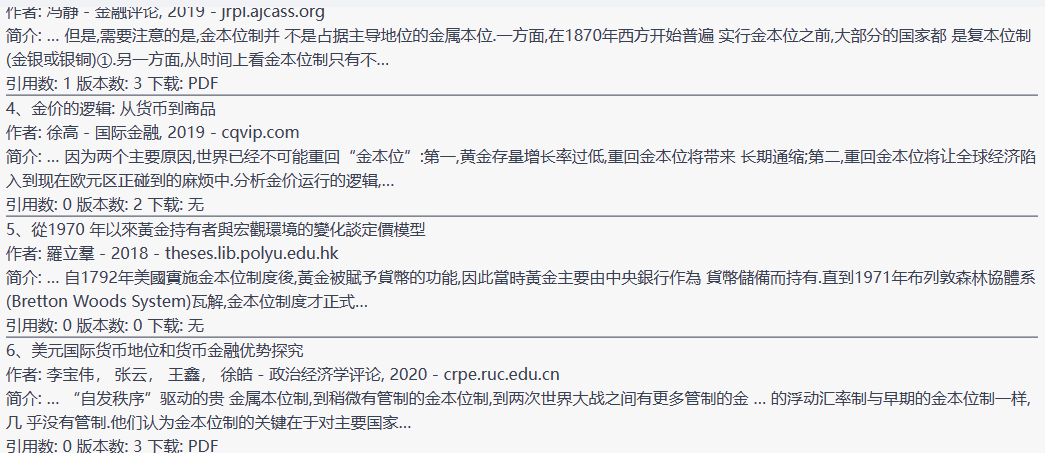 作者: 冯静 - 金融评论, 2019 - jrpl.ajcass.org
简介: ... 但是,需要注意的是,金本位制并 不是占据主导地位的金属本位.一方面,在1870年西方开始普遍 实行金本位之前,大部分的国家都 是复本位制
(金银或银铜)①.另一方面,从时间上看金本位制只有不...
引用数: 1 版本数: 3 下载: PDF
4、金价的逻辑: 从货币到商品
作者: 徐高 - 国际金融, 2019 - cqvip.com
简介: ... 因为两个主要原因,世界已经不可能重回“金本位”:第一,黄金存量增长率过低,重回金本位将带来 长期通缩;第二,重回金本位将让全球经济陷
入到现在欧元区正碰到的麻烦中.分析金价运行的逻辑,...
引用数: 0 版本数: 2 下载: 无
5、從1970 年以來黃金持有者與宏觀環境的變化談定價模型
作者: 羅立羣 - 2018 - theses.lib.polyu.edu.hk
简介: ... 自1792年美國實施金本位制度後,黃金被賦予貨幣的功能,因此當時黃金主要由中央銀行作為 貨幣儲備而持有.直到1971年布列敦森林協體系
(Bretton Woods System)瓦解,金本位制度才正式...
引用数: 0 版本数: 0 下载: 无
6、美元国际货币地位和货币金融优势探究
作者: 李宝伟， 张云， 王鑫， 徐皓 - 政治经济学评论, 2020 - crpe.ruc.edu.cn
简介: ... “自发秩序”驱动的贵 金属本位制,到稍微有管制的金本位制,到两次世界大战之间有更多管制的金 ... 的浮动汇率制与早期的金本位制一样,
几 乎没有管制.他们认为金本位制的关键在于对主要国家...
引用数: 0 版本数: 3 下载: PDF